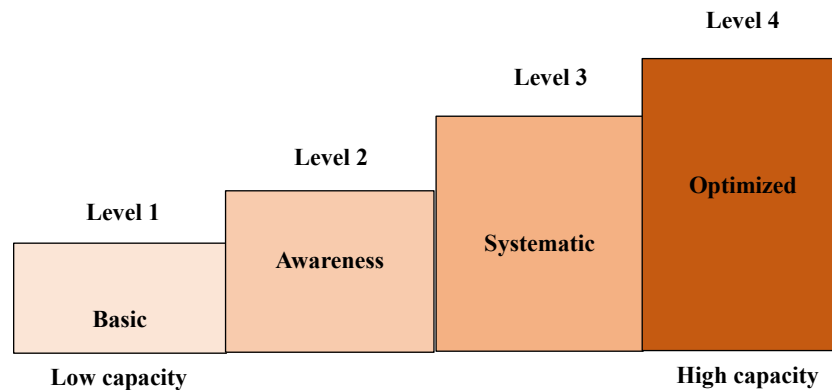 Level 4
Level 3
Level 2
Level 1
Optimized
Systematic
Awareness
Basic
Low capacity
High capacity